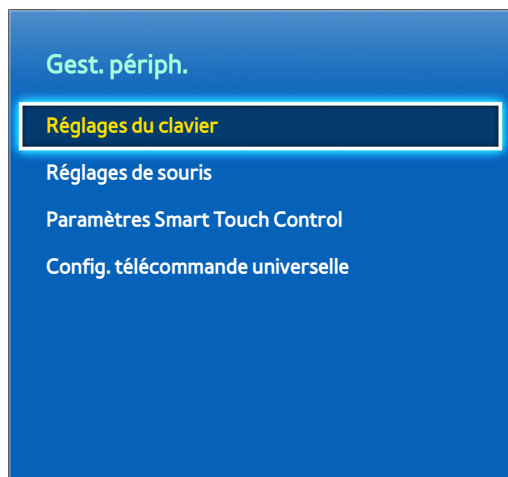 Gest. périph.
Réglages du clavier
Réglages de souris
Paramètres Smart Touch Control
Config. télécommande universelle